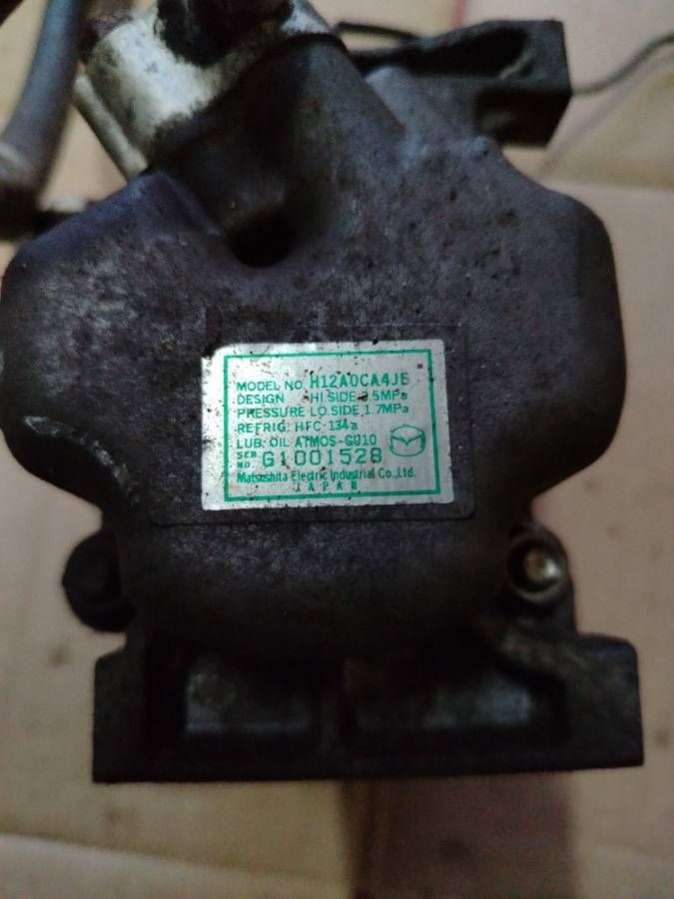 MODEL NO. H12A0CA4JE
DESIGN HI.SIDE 3.5MPa
PRESSURE LO.SIDE 1.7MPa
REFRIG. HFC-134a
LUB. OIL ATMOS-GU10
SER. NO. G1001528
Matsushita Electric Industrial Co.,Ltd.
JAPAN